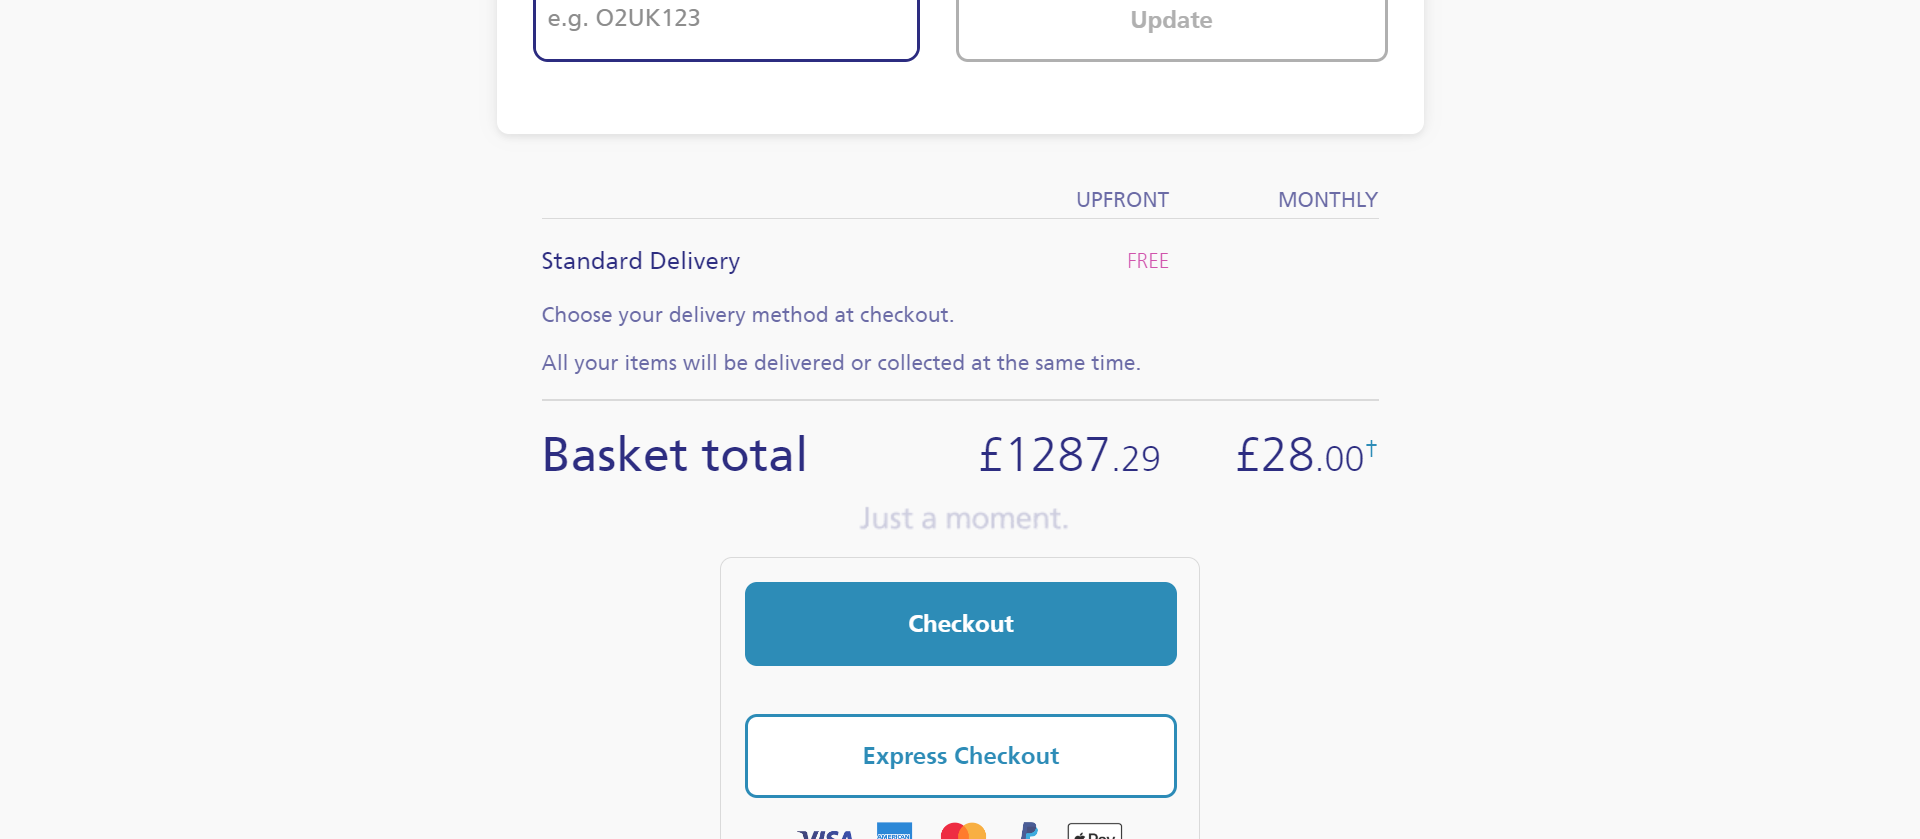 e.g. O2UK123
Update
UPFRONT MONTHLY
Standard Delivery FREE
Choose your delivery method at checkout.
All your items will be delivered or collected at the same time.
Basket total £1287.29 £28.00†
Just a moment.
Checkout
Express Checkout
VISA AMERICAN Pay